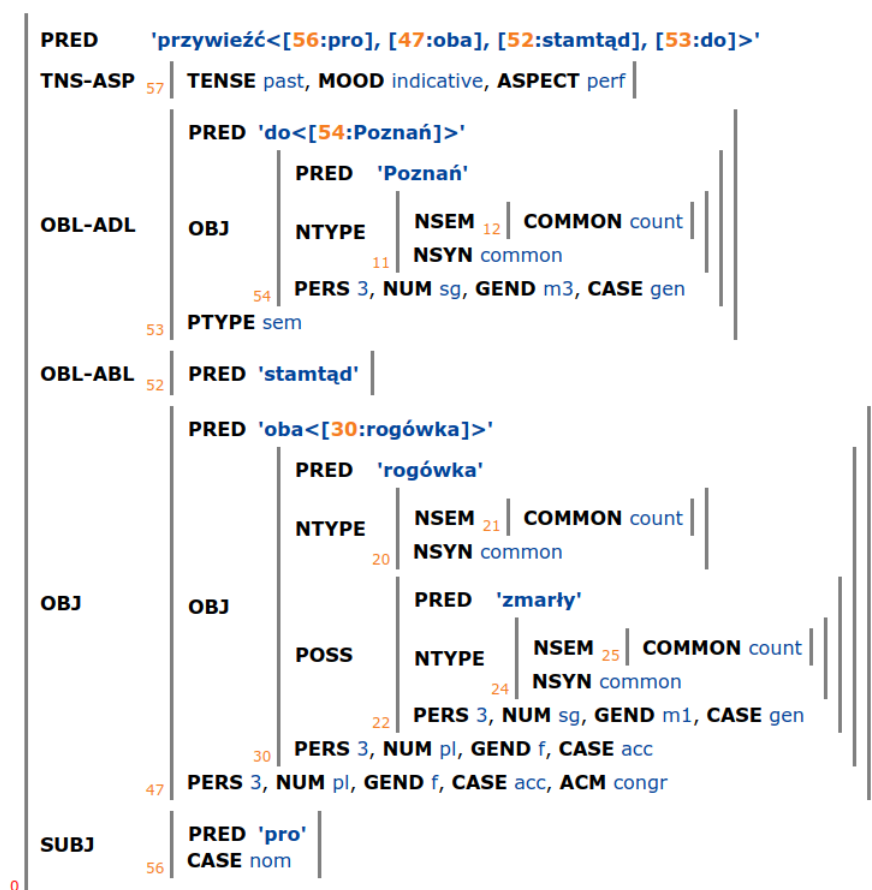 PRED 'przywieźć<[56:pro], [47:oba], [52:stamtąd], [53:do]>'
TNS-ASP 57 TENSE past, MOOD indicative, ASPECT perf
PRED 'do<[54:Poznań]>'
PRED 'Poznań'
OBL-ADL OBJ NTYPE NSEM 12 COMMON count
11 NSYN common
54 PERS 3, NUM sg, GEND m3, CASE gen
53 PTYPE sem
OBL-ABL 52 PRED 'stamtąd'
PRED 'oba<[30:rogówka]>'
PRED 'rogówka'
NTYPE NSEM 21 COMMON count
20 NSYN common
OBJ OBJ PRED 'zmarły'
POSS NTYPE NSEM 25 COMMON count
24 NSYN common
22 PERS 3, NUM sg, GEND m1, CASE gen
30 PERS 3, NUM pl, GEND f, CASE acc
47 PERS 3, NUM pl, GEND f, CASE acc, ACM congr
SUBJ PRED 'pro'
56 CASE nom
0